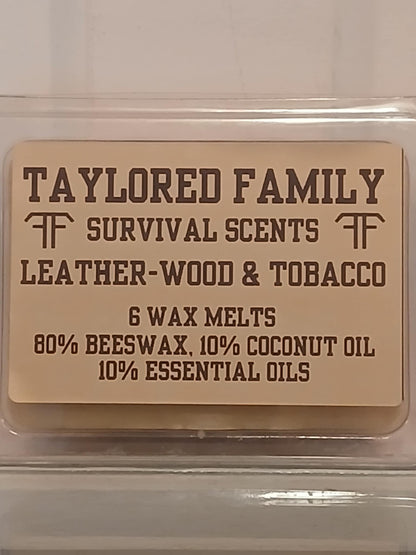 TAYLORED FAMILY
SURVIVAL SCENTS
LEATHER-WOOD & TOBACCO
6 WAX MELTS
80% BEESWAX, 10% COCONUT OIL
10% ESSENTIAL OILS